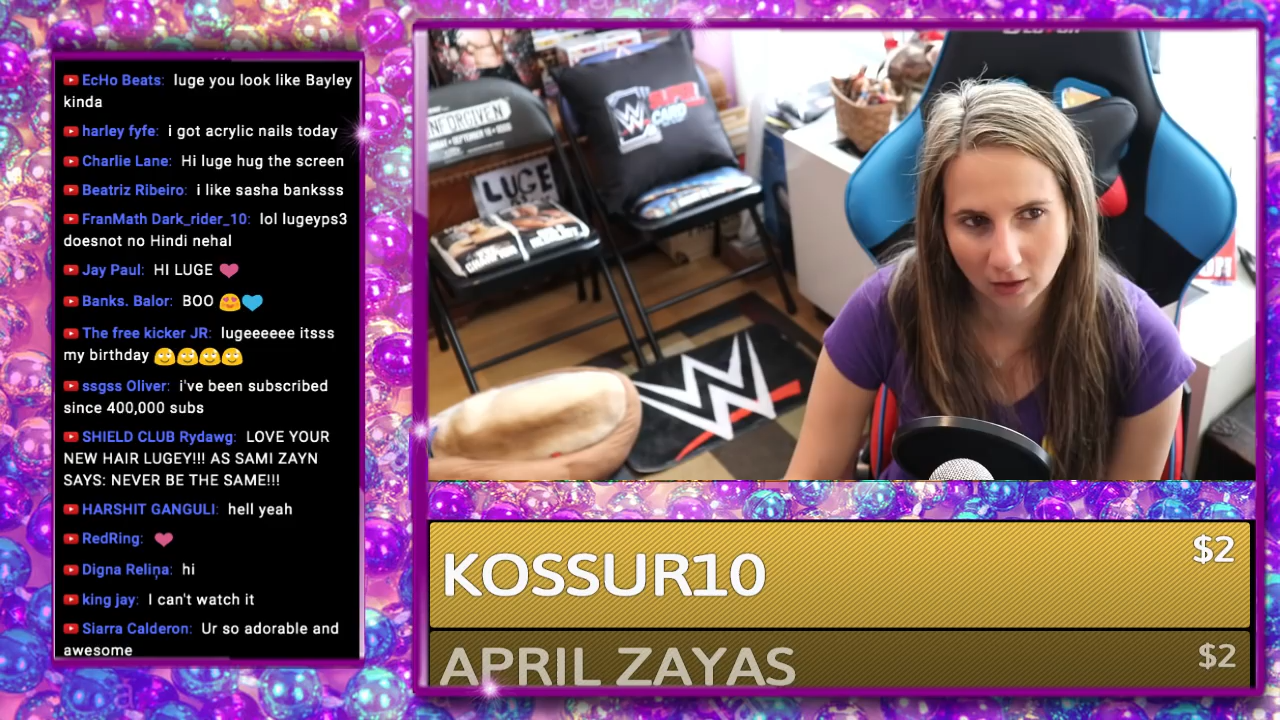 EcHo Beats: luge you look like Bayley
kinda
harley fyfe: i got acrylic nails today
Charlie Lane: Hi luge hug the screen
Beatriz Ribeiro: i like sasha banksss
FranMath Dark_rider_10: lol lugeyps3
doesnot no Hindi nehal
Jay Paul: HI LUGE
Banks. Balor: BOO
The free kicker JR: lugeeeeee itsss
my birthday
ssgss Oliver: i've been subscribed
since 400,000 subs
SHIELD CLUB Rydawg: LOVE YOUR
NEW HAIR LUGEY!!! AS SAMI ZAYN
SAYS: NEVER BE THE SAME!!!
HARSHIT GANGULI: hell yeah
RedRing:
Digna Reliņa: hi
king jay: I can't watch it
Siarra Calderon: Ur so adorable and
awesome
NFORGIVEN
LUGE
W
W
KOSSUR10
$2
APRIL ZAYAS
$2